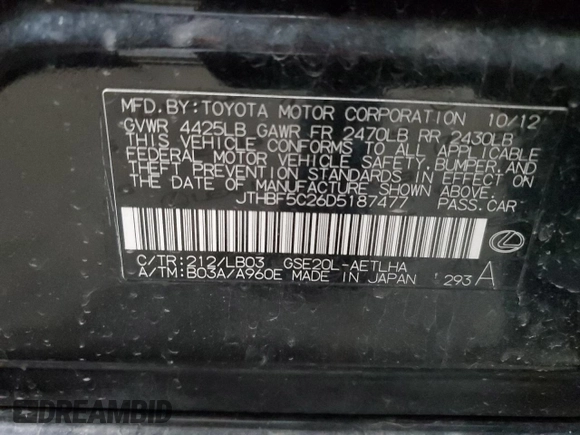 MFD. BY: TOYOTA MOTOR CORPORATION 10/12
GVWR 4425LB GAWR FR 2470LB RR 2430LB
THIS VEHICLE CONFORMS TO ALL APPLICABLE
FEDERAL MOTOR VEHICLE SAFETY, BUMPER, AND
THEFT PREVENTION STANDARDS IN EFFECT ON
THE DATE OF MANUFACTURE SHOWN ABOVE.
JTHBF5C26D5187477 PASS. CAR
C/TR: 212/LB03 GSE20L-AETLHA
A/TM: B03A/A960E MADE IN JAPAN 293 A
DREAMBID